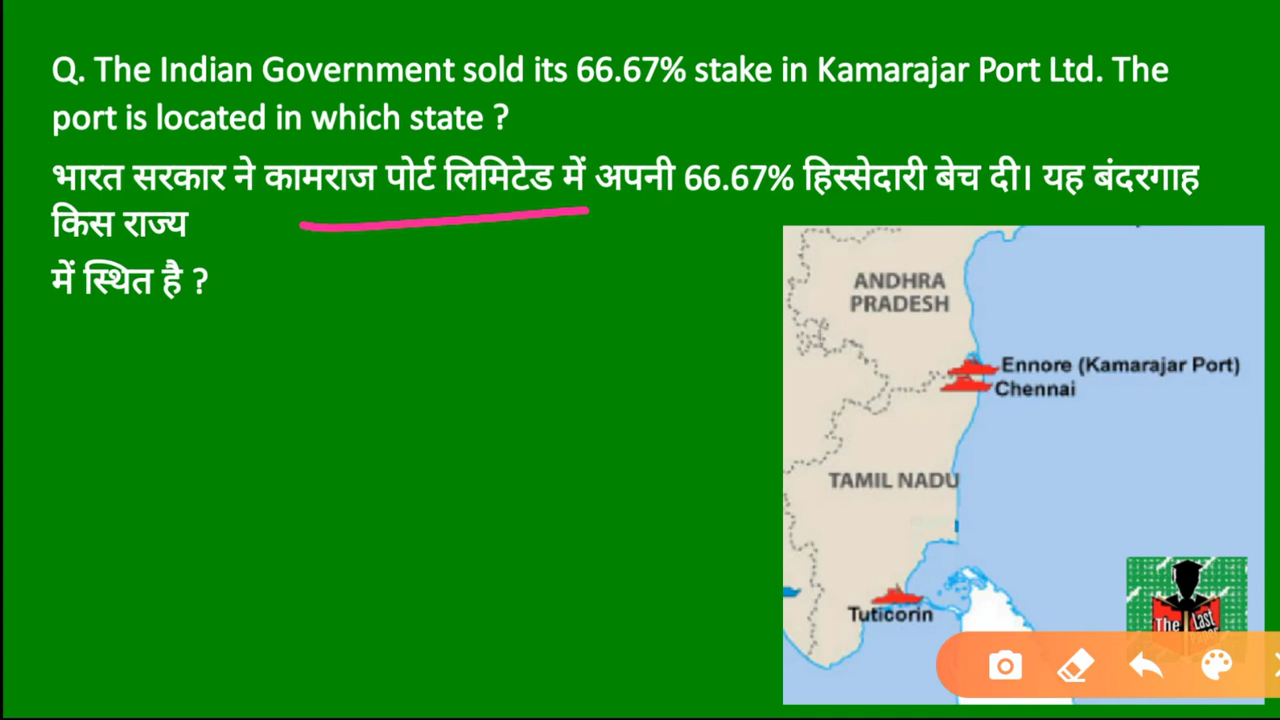 Q. The Indian Government sold its 66.67% stake in Kamarajar Port Ltd. The
port is located in which state ?
भारत सरकार ने कामराज पोर्ट लिमिटेड में अपनी 66.67% हिस्सेदारी बेच दी। यह बंदरगाह
किस राज्य
में स्थित है ?
ANDHRA
PRADESH
Ennore (Kamarajar Port)
Chennai
TAMIL NADU
Tuticorin
The Last